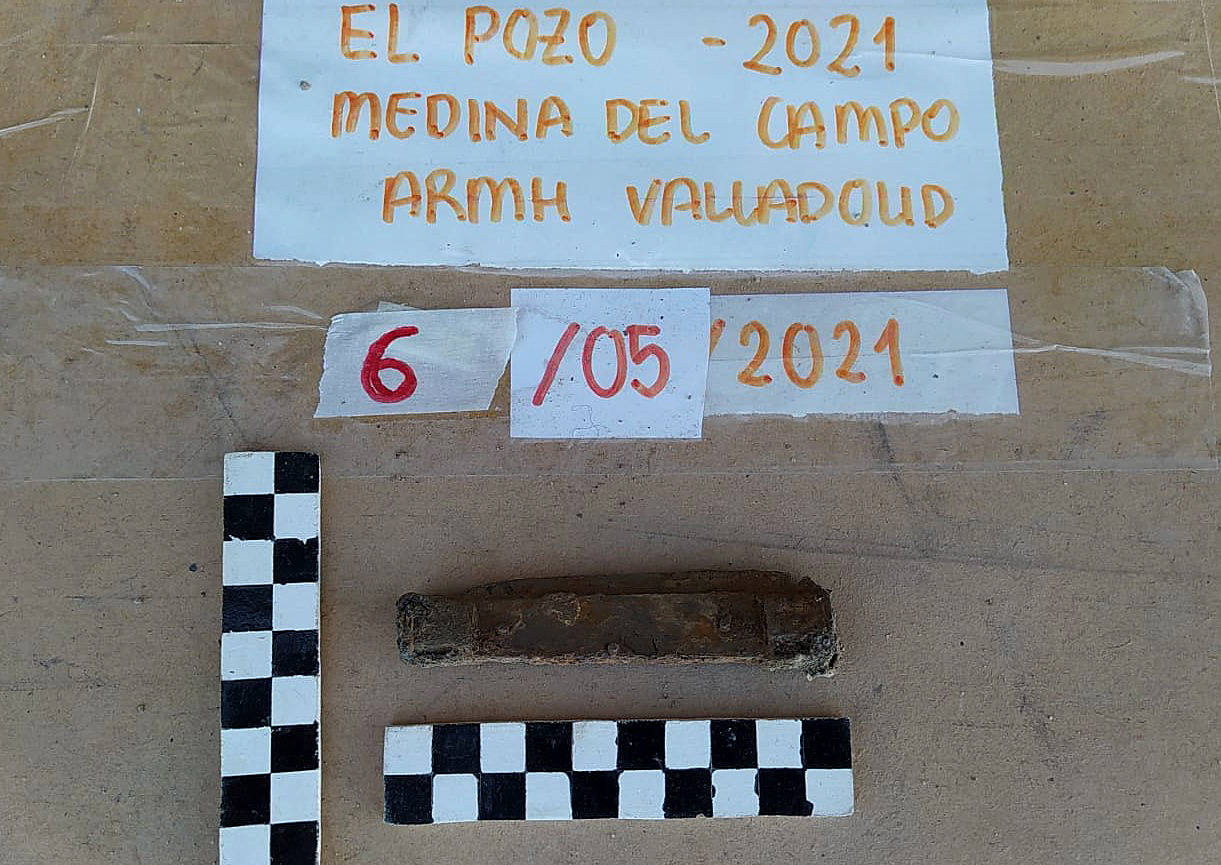 EL POZO - 2021
MEDINA DEL CAMPO
ARMH VALLADOLID
6 /05 /2021